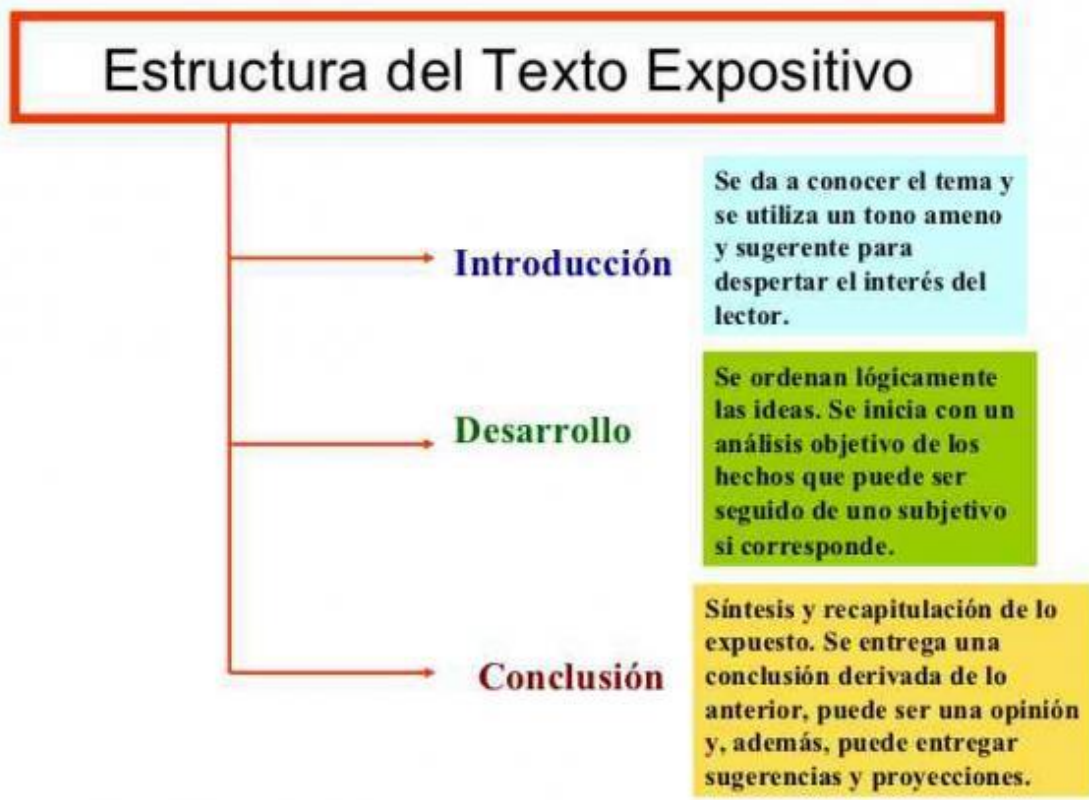 Estructura del Texto Expositivo
Introducción
Se da a conocer el tema y
se utiliza un tono ameno
y sugerente para
despertar el interés del
lector.
Desarrollo
Se ordenan lógicamente
las ideas. Se inicia con un
análisis objetivo de los
hechos que puede ser
seguido de uno subjetivo
si corresponde.
Conclusión
Síntesis y recapitulación de lo
expuesto. Se entrega una
conclusión derivada de lo
anterior, puede ser una opinión
y, además, puede entregar
sugerencias y proyecciones.